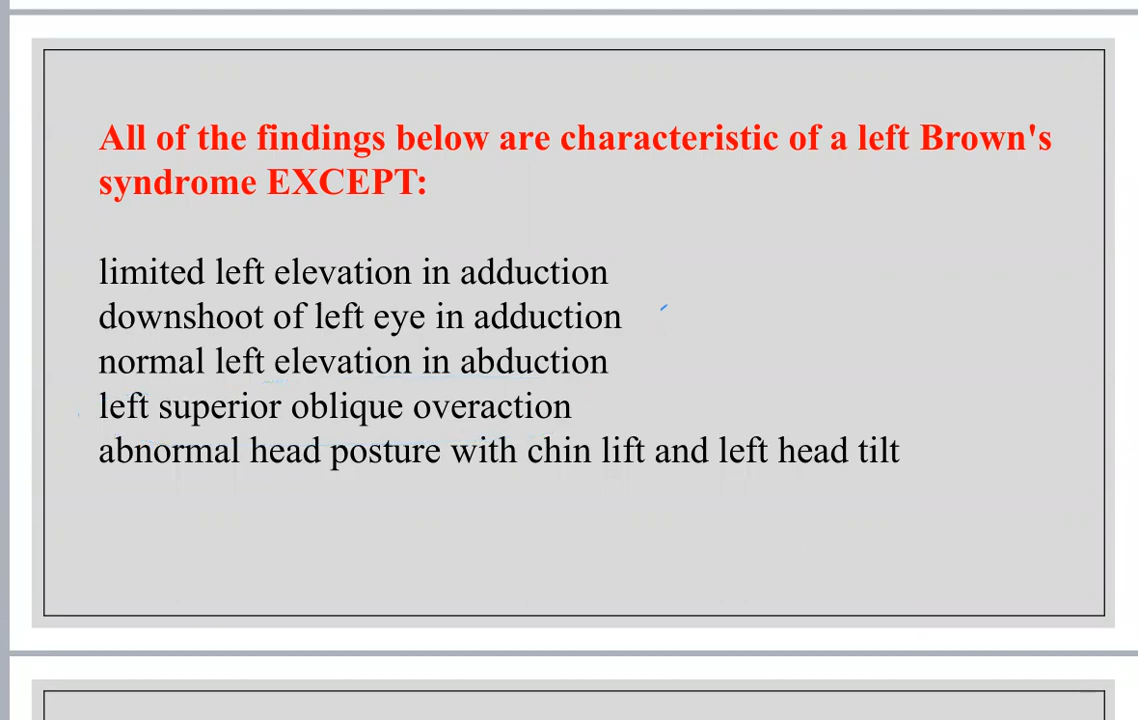 All of the findings below are characteristic of a left Brown's
syndrome EXCEPT:
limited left elevation in adduction
downshoot of left eye in adduction
normal left elevation in abduction
left superior oblique overaction
abnormal head posture with chin lift and left head tilt